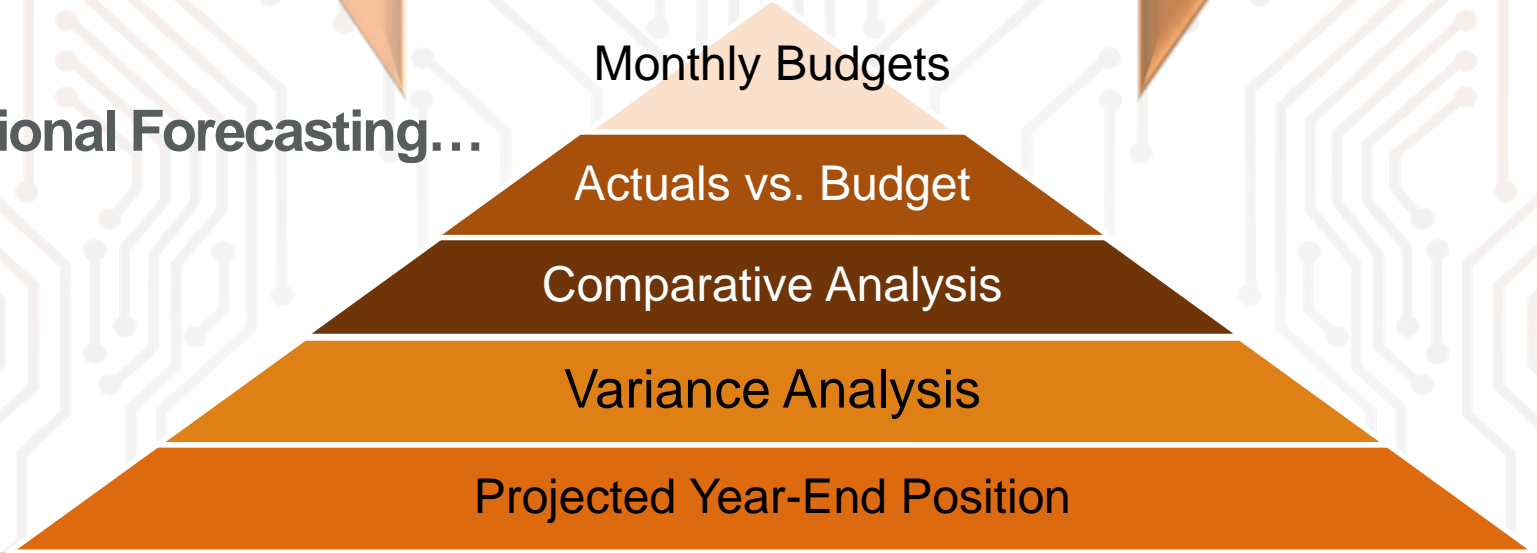 Monthly Budgets
ional Forecasting…
Actuals vs. Budget
Comparative Analysis
Variance Analysis
Projected Year-End Position